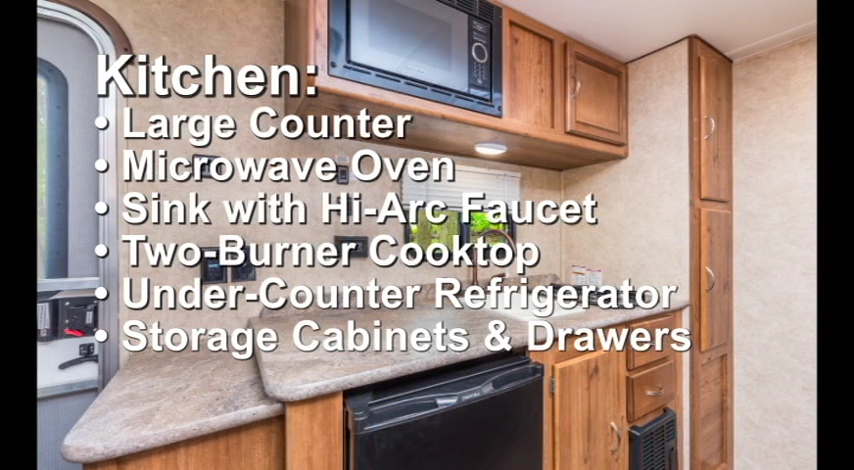 Kitchen:
• Large Counter
• Microwave Oven
• Sink with Hi-Arc Faucet
• Two-Burner Cooktop
• Under-Counter Refrigerator
• Storage Cabinets & Drawers